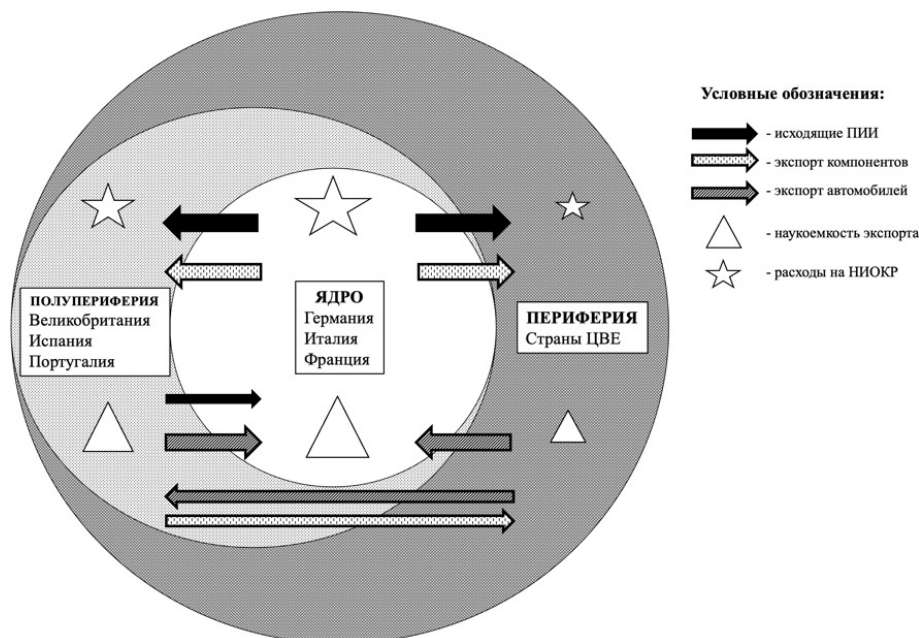 Условные обозначения:
- исходящие ПИИ
- экспорт компонентов
- экспорт автомобилей
- наукоемкость экспорта
- расходы на НИОКР
ПОЛУПЕРИФЕРИЯ
Великобритания
Испания
Португалия
ЯДРО
Германия
Италия
Франция
ПЕРИФЕРИЯ
Страны ЦВЕ